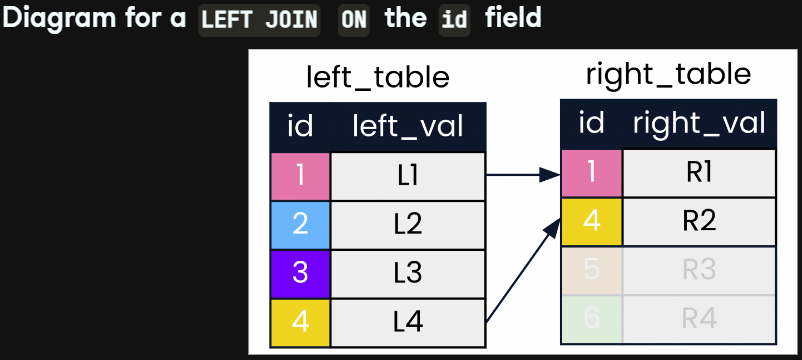 Diagram for a LEFT JOIN ON the id field
left_table right_table
id left_val id right_val
1 L1 1 R1
2 L2 4 R2
3 L3 5 R3
4 L4 6 R4